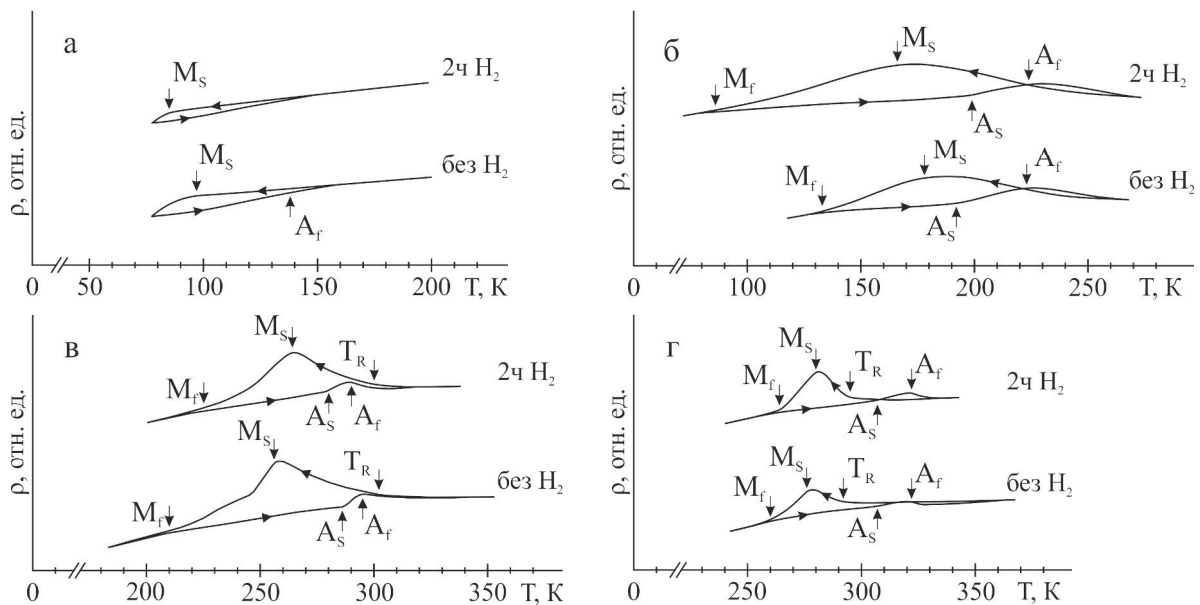 а
2ч H₂
M_S
без H₂
M_S
A_f
ρ, отн. ед.
0 50 100 150 200 T, K
б
M_S
A_f
2ч H₂
M_f
A_S
M_S
A_f
без H₂
M_f
A_S
ρ, отн. ед.
0 100 150 200 250 T, K
в
M_S
T_R
2ч H₂
M_f
A_S
A_f
M_S
T_R
без H₂
M_f
A_S
A_f
ρ, отн. ед.
0 200 250 300 350 T, K
г
M_S
T_R
A_f
2ч H₂
M_f
A_S
M_S
T_R
A_f
без H₂
M_f
A_S
ρ, отн. ед.
0 250 300 350 T, K